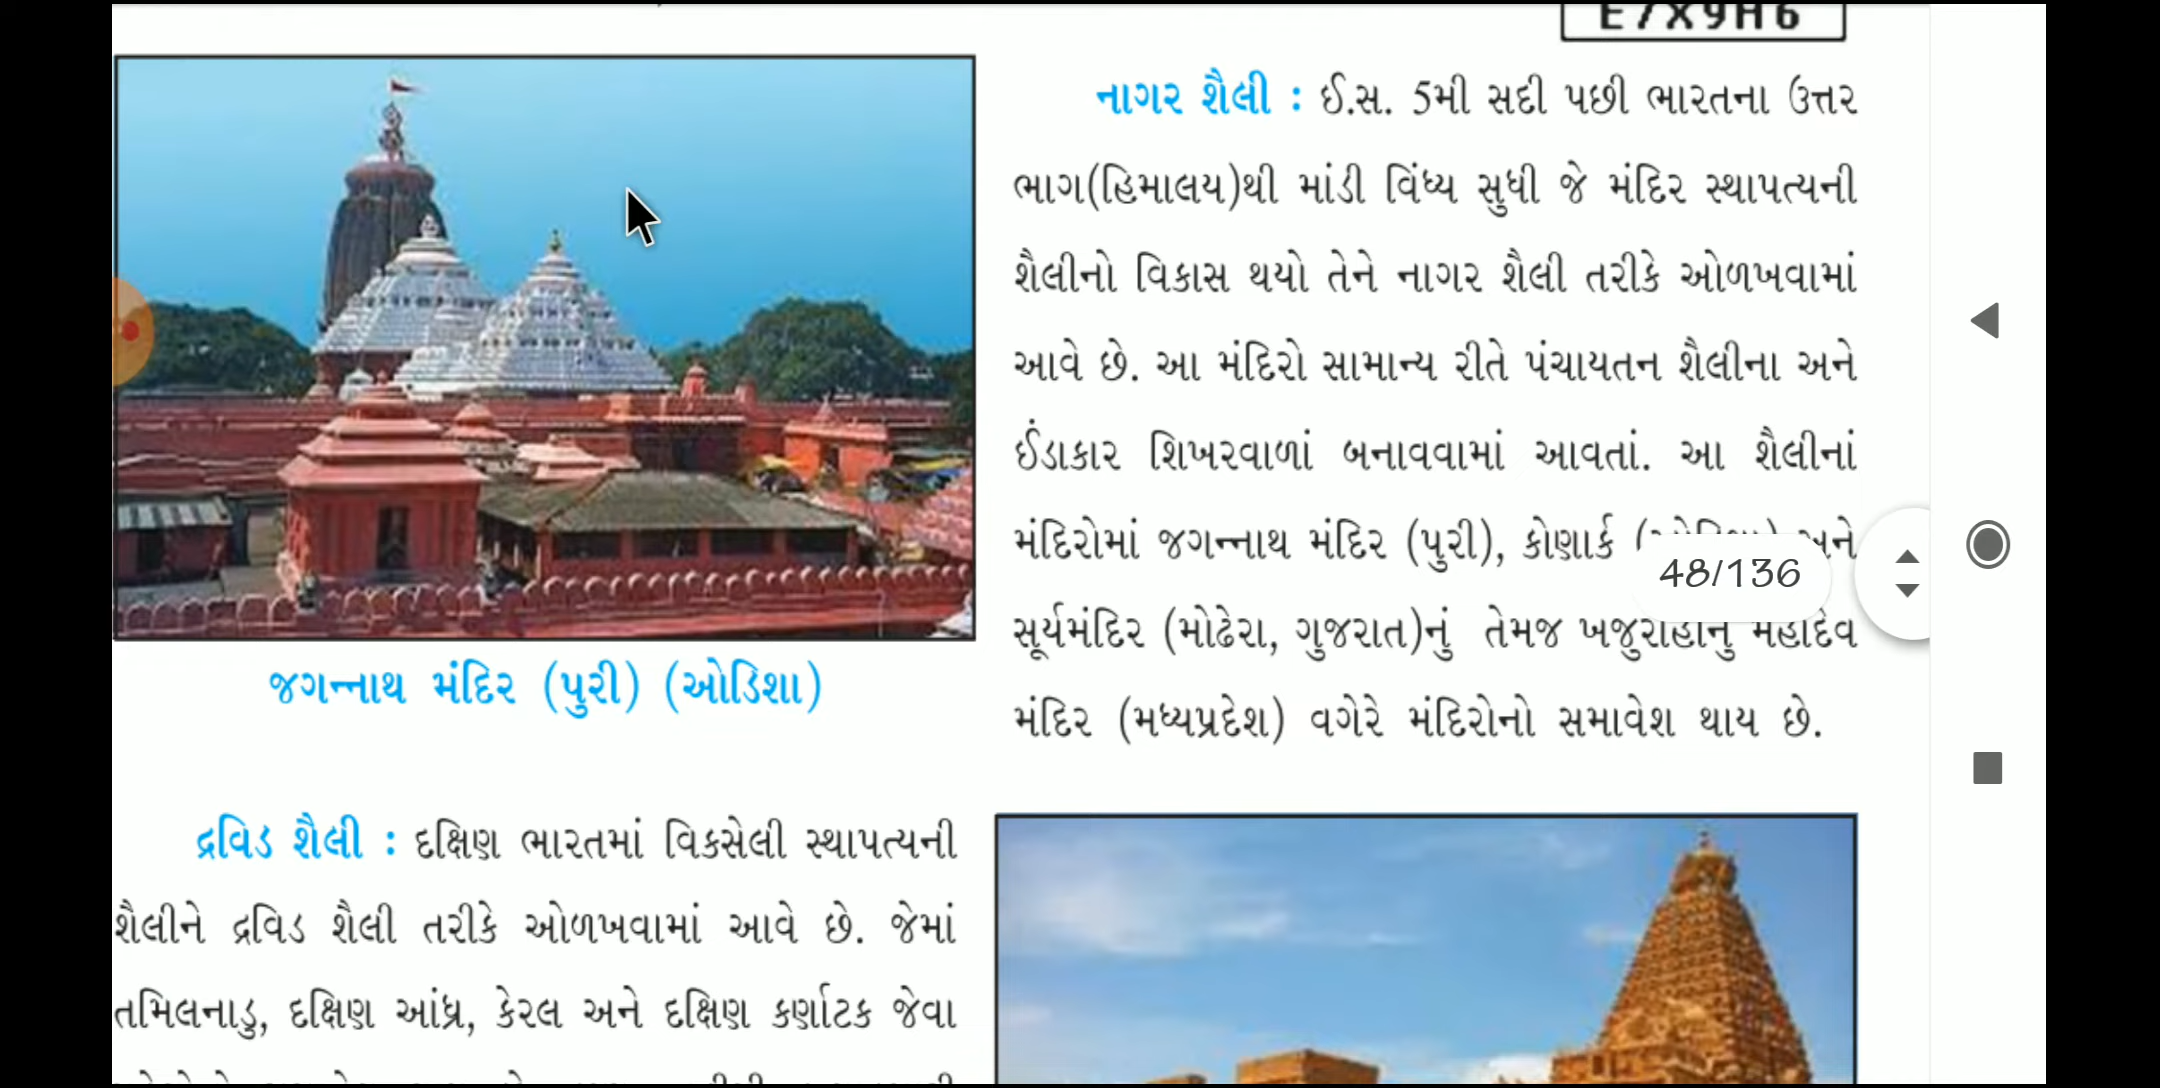 E7X9H6
નાગર શૈલી : ઈ.સ. 5મી સદી પછી ભારતના ઉત્તર
ભાગ(હિમાલય)થી માંડી વિંધ્ય સુધી જે મંદિર સ્થાપત્યની
શૈલીનો વિકાસ થયો તેને નાગર શૈલી તરીકે ઓળખવામાં
આવે છે. આ મંદિરો સામાન્ય રીતે પંચાયતન શૈલીના અને
ઈંડાકાર શિખરવાળાં બનાવવામાં આવતાં. આ શૈલીનાં
મંદિરોમાં જગન્નાથ મંદિર (પુરી), કોણાર્ક અને
48/136
સૂર્યમંદિર (મોઢેરા, ગુજરાત)નું તેમજ ખજુરાહોનું મહાદેવ
મંદિર (મધ્યપ્રદેશ) વગેરે મંદિરોનો સમાવેશ થાય છે.
જગન્નાથ મંદિર (પુરી) (ઓડિશા)
દ્રવિડ શૈલી : દક્ષિણ ભારતમાં વિકસેલી સ્થાપત્યની
શૈલીને દ્રવિડ શૈલી તરીકે ઓળખવામાં આવે છે. જેમાં
તમિલનાડુ, દક્ષિણ આંધ્ર, કેરલ અને દક્ષિણ કર્ણાટક જેવા